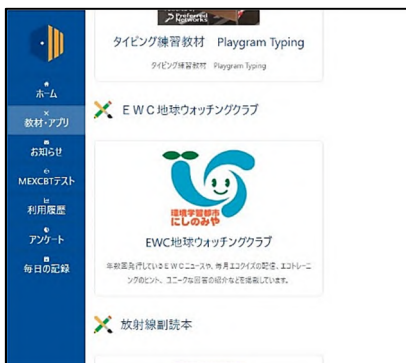 Preferred
Networks
タイピング練習教材 Playgram Typing
タイピング練習教材 Playgram Typing
ホーム
教材・アプリ
お知らせ
MEXCBTテスト
利用履歴
アンケート
毎日の記録
EWC地球ウォッチングクラブ
環境学習都市
にしのみや
EWC地球ウォッチングクラブ
年数回発行しているEWCニュースや、毎月エコクイズの配信、エコトレーニ
ングのヒント、ユニークな回答の紹介などを掲載しています。
放射線副読本